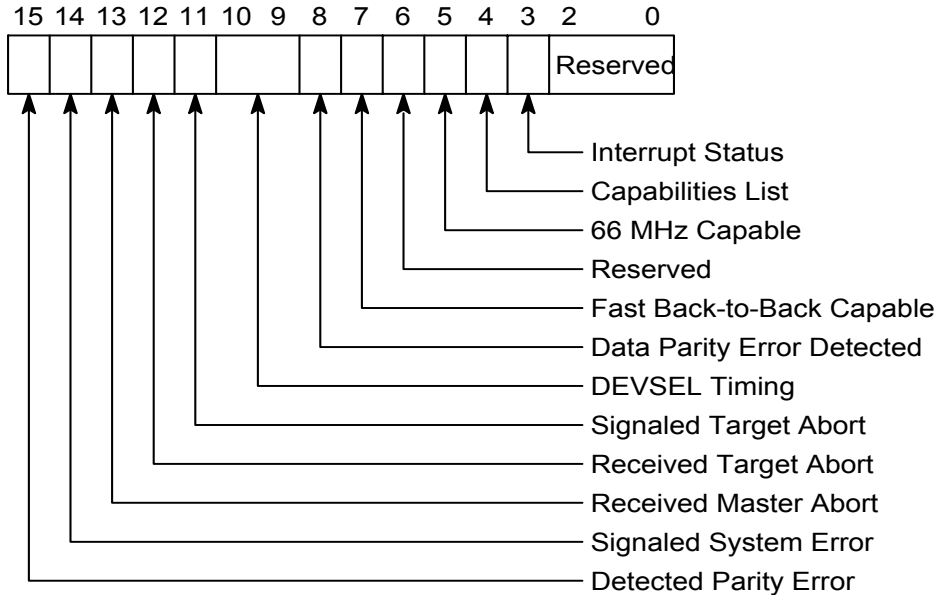 15 14 13 12 11 10 9 8 7 6 5 4 3 2 0
Reserved
Interrupt Status
Capabilities List
66 MHz Capable
Reserved
Fast Back-to-Back Capable
Data Parity Error Detected
DEVSEL Timing
Signaled Target Abort
Received Target Abort
Received Master Abort
Signaled System Error
Detected Parity Error